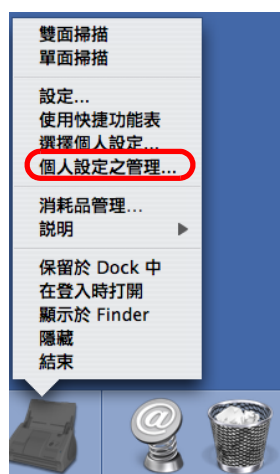 雙面掃描
單面掃描
設定...
使用快捷功能表
選擇個人設定...
個人設定之管理...
消耗品管理...
説明
保留於 Dock 中
在登入時打開
顯示於 Finder
隱藏
結束
@